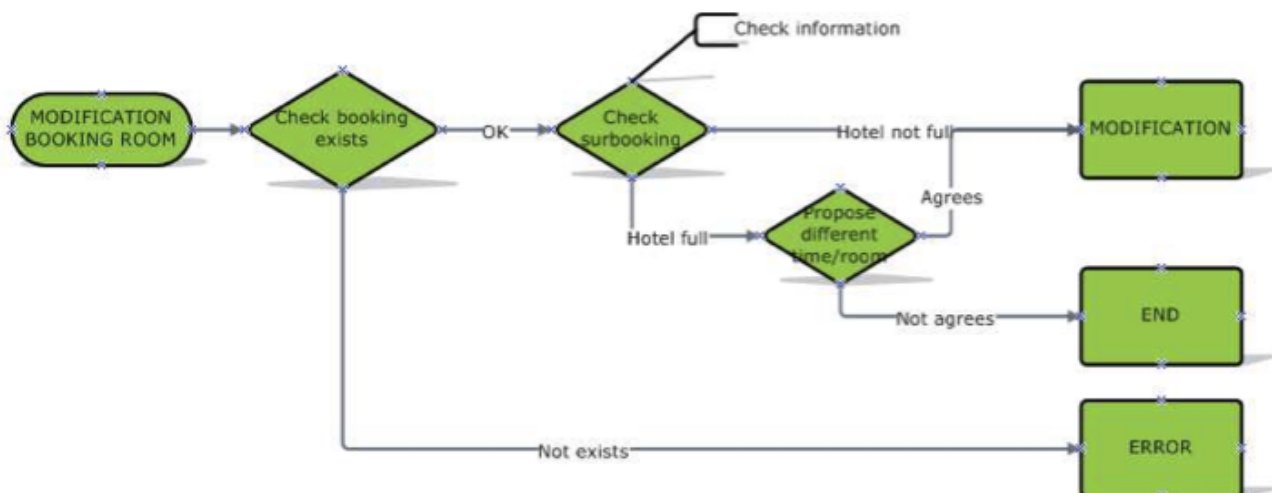 Check information
MODIFICATION
BOOKING ROOM
Check booking
exists
OK
Check
surbooking
Hotel not full
MODIFICATION
Hotel full
Propose
different
time/room
Agrees
Not agrees
END
Not exists
ERROR